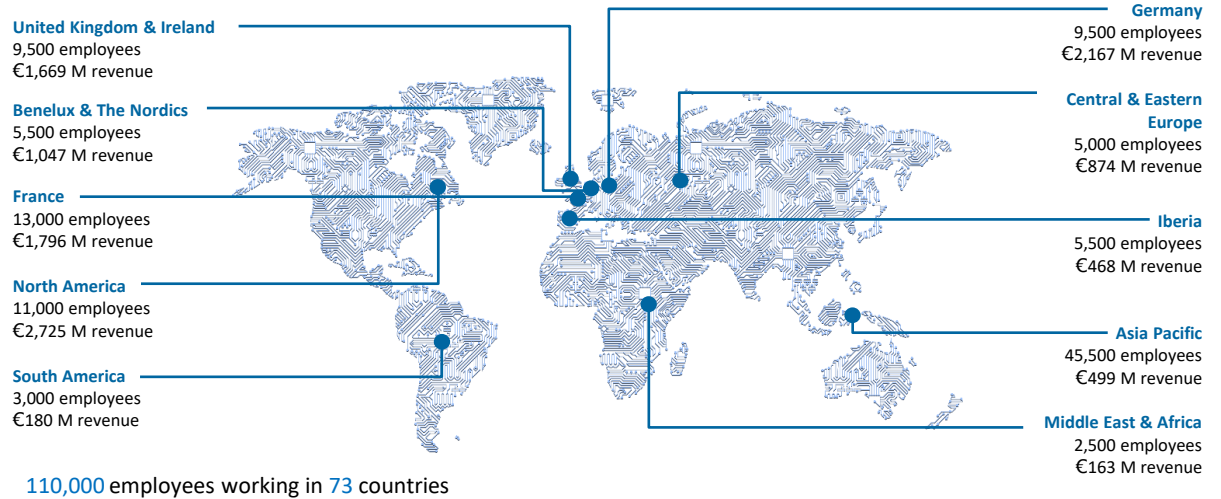 United Kingdom & Ireland
9,500 employees
€1,669 M revenue
Benelux & The Nordics
5,500 employees
€1,047 M revenue
France
13,000 employees
€1,796 M revenue
North America
11,000 employees
€2,725 M revenue
South America
3,000 employees
€180 M revenue
Germany
9,500 employees
€2,167 M revenue
Central & Eastern
Europe
5,000 employees
€874 M revenue
Iberia
5,500 employees
€468 M revenue
Asia Pacific
45,500 employees
€499 M revenue
Middle East & Africa
2,500 employees
€163 M revenue
110,000 employees working in 73 countries